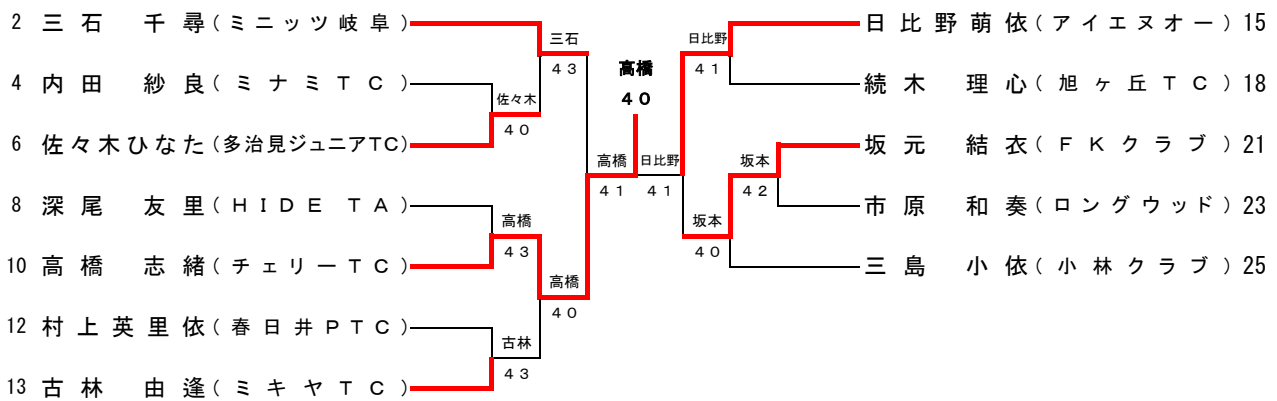 2 三石 千尋(ミニッツ岐阜)
4 内田 紗良(ミナミTC)
6 佐々木ひなた(多治見ジュニアTC)
8 深尾 友里(HIDE TA)
10 高橋 志緒(チェリーTC)
12 村上英里依(春日井PTC)
13 古林 由逢(ミキヤTC)
佐々木
40
高橋
43
古林
43
三石
43
高橋
40
高橋
41
高橋
40
日比野
41
日比野
41
坂本
40
坂本
42
日比野萌依(アイエヌオー) 15
続木 理心(旭ヶ丘TC) 18
坂元 結衣(FKクラブ) 21
市原 和奏(ロングウッド) 23
三島 小依(小林クラブ) 25